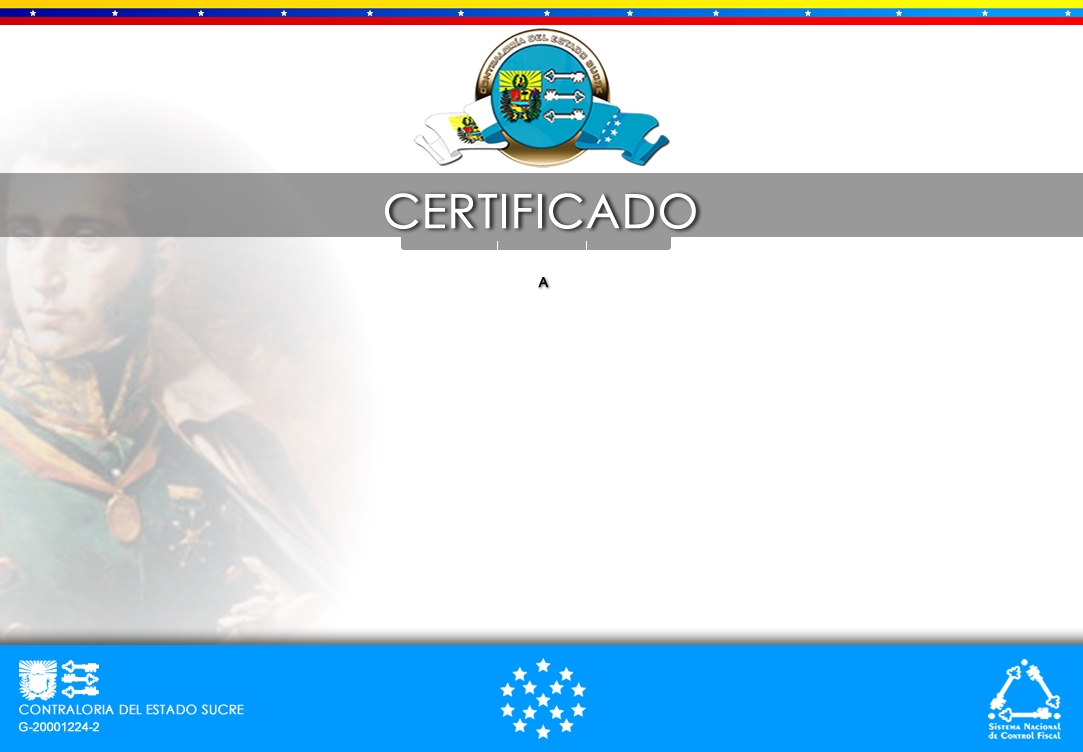 CONTRALORÍA DEL ESTADO SUCRE
CERTIFICADO
A
CONTRALORIA DEL ESTADO SUCRE
G-20001224-2
SISTEMA NACIONAL
DE CONTROL FISCAL